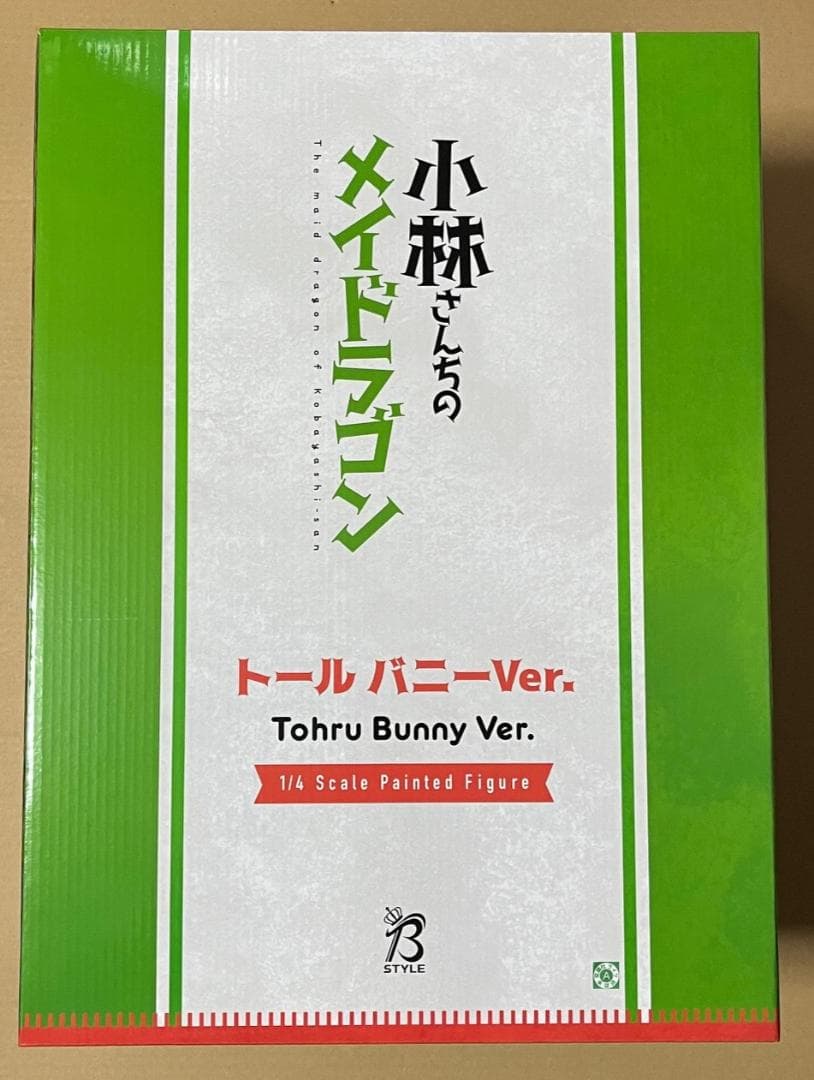 小林さんちの
メイドラゴン
The maid dragon of Kobayashi-san
トール バニーVer.
Tohru Bunny Ver.
1/4 Scale Painted Figure
B
STYLE
A